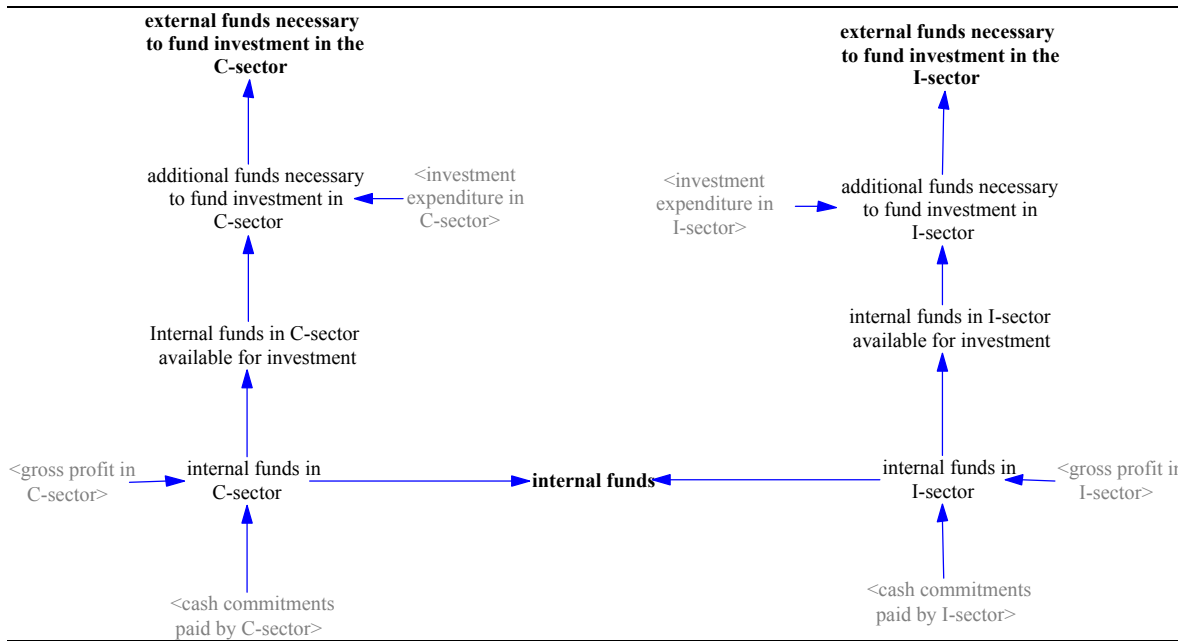 external funds necessary
to fund investment in the
C-sector
external funds necessary
to fund investment in the
I-sector
additional funds necessary
to fund investment in
C-sector
<investment
expenditure in
C-sector>
<investment
expenditure in
I-sector>
additional funds necessary
to fund investment in
I-sector
Internal funds in C-sector
available for investment
internal funds in I-sector
available for investment
<gross profit in
C-sector>
internal funds in
C-sector
internal funds
internal funds in
I-sector
<gross profit in
I-sector>
<cash commitments
paid by C-sector>
<cash commitments
paid by I-sector>